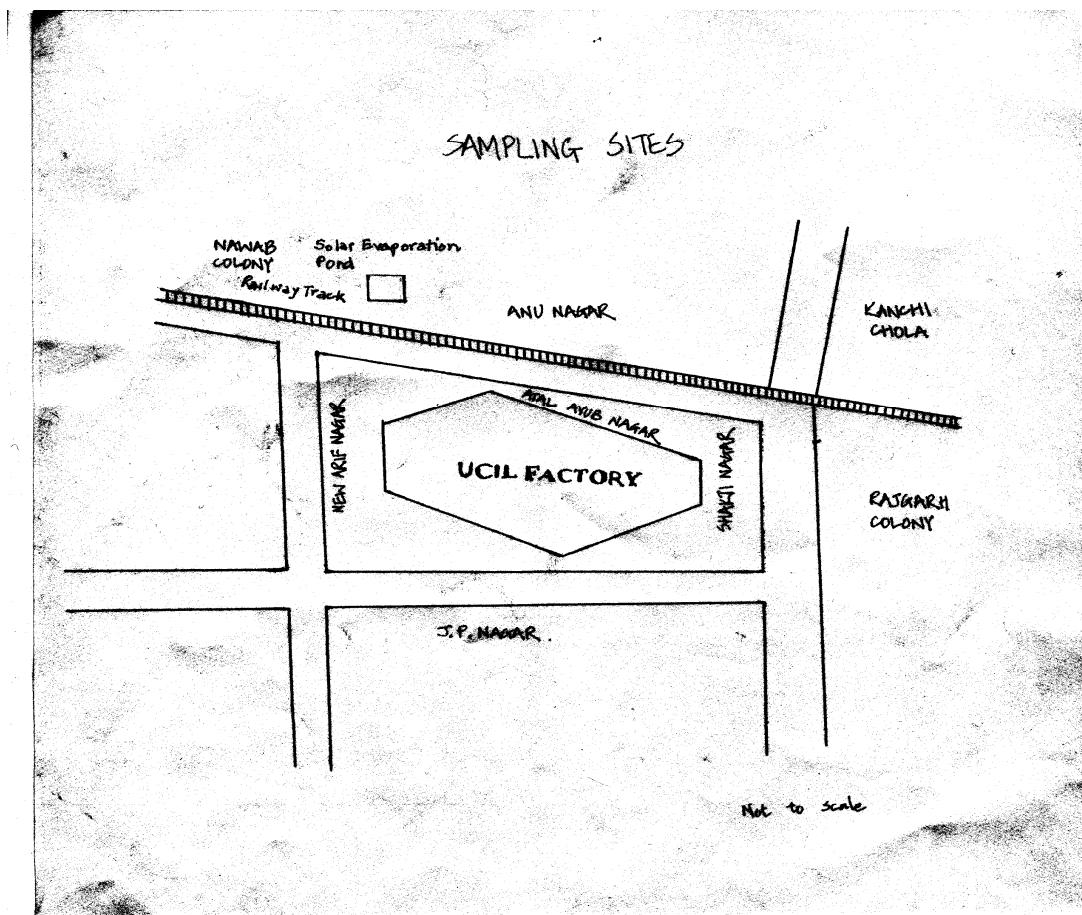 SAMPLING SITES
NAWAB
COLONY
Solar Evaporation
Pond
Railway Track
ANU NAGAR
KANCHI
CHOLA
ATAL AYUB NAGAR
NEW ARIF NAGAR
UCIL FACTORY
SHAKTI NAGAR
RAJGARH
COLONY
J.P. NAGAR.
Not to scale